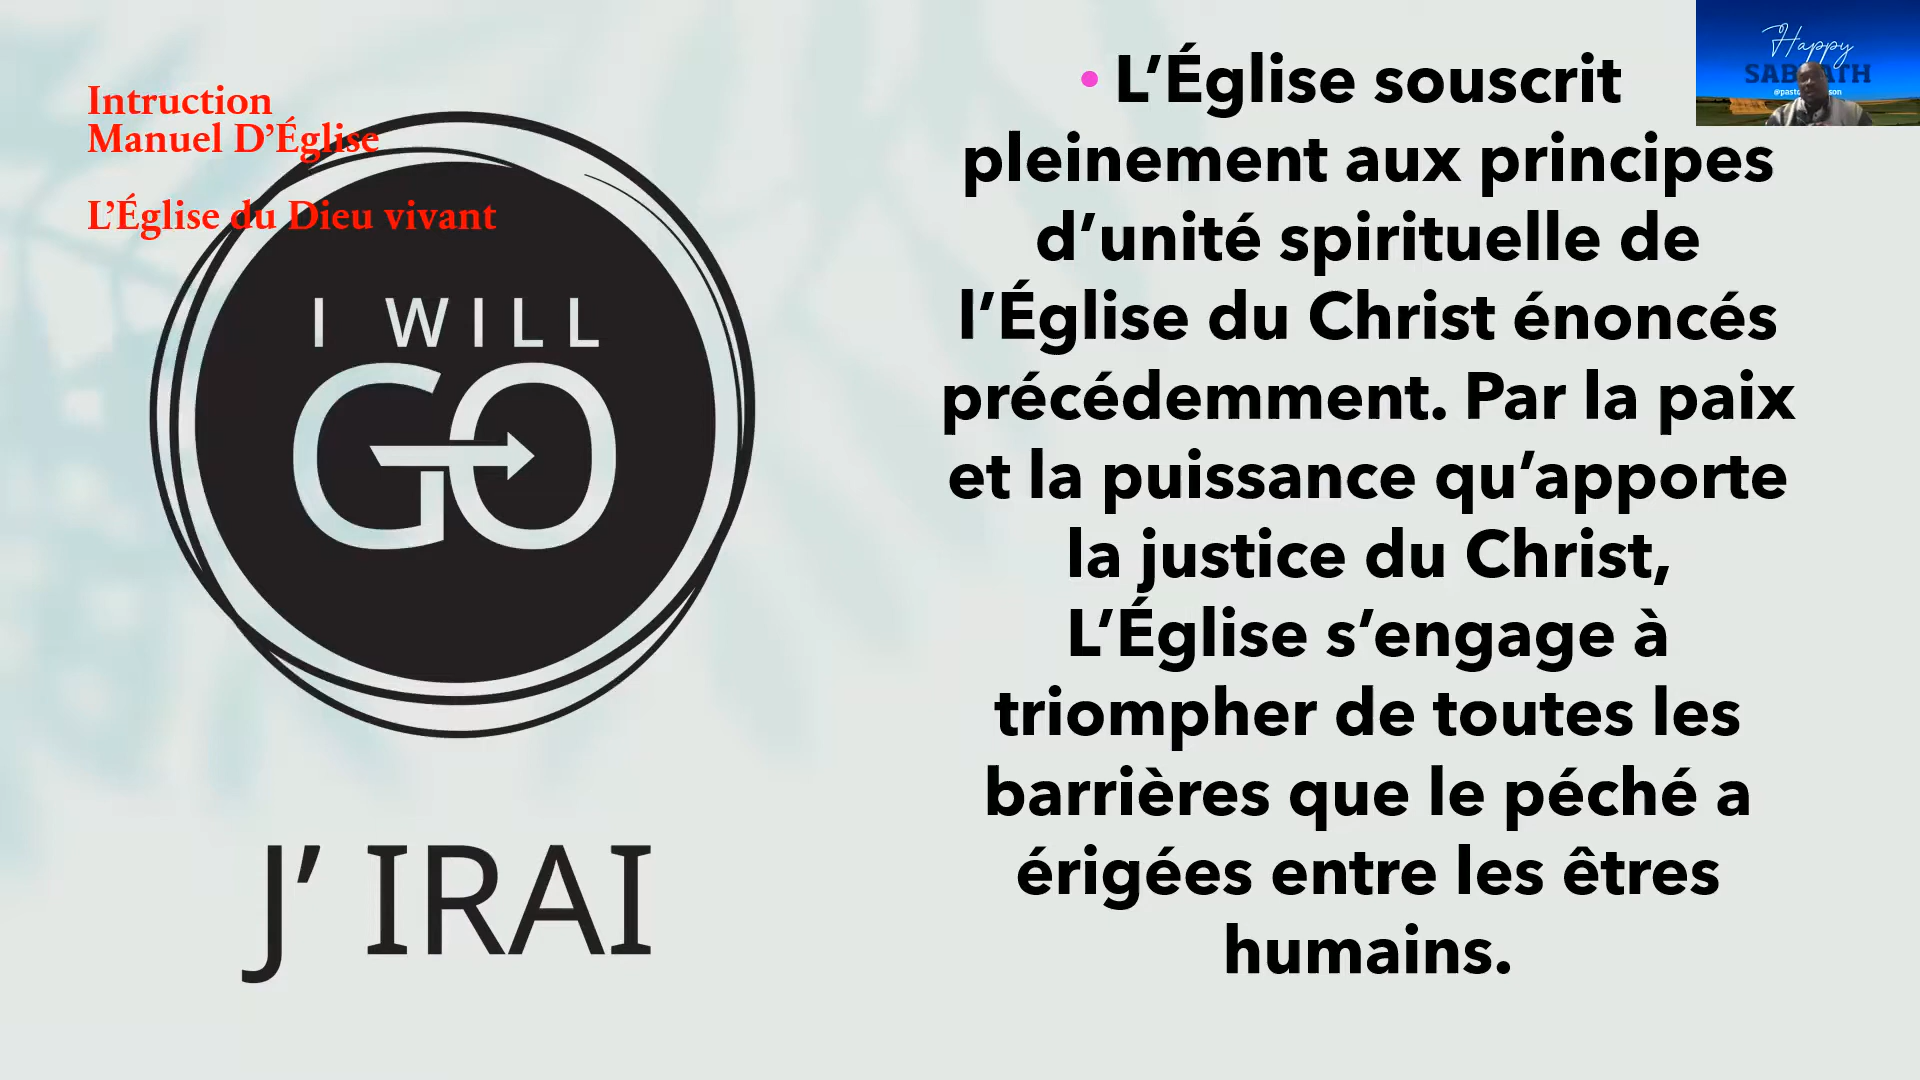 Intruction
Manuel D’Église
L’Église du Dieu vivant
I WILL
GO
J’ IRAI
• L’Église souscrit
pleinement aux principes
d’unité spirituelle de
l’Église du Christ énoncés
précédemment. Par la paix
et la puissance qu’apporte
la justice du Christ,
L’Église s’engage à
triompher de toutes les
barrières que le péché a
érigées entre les êtres
humains.
Happy